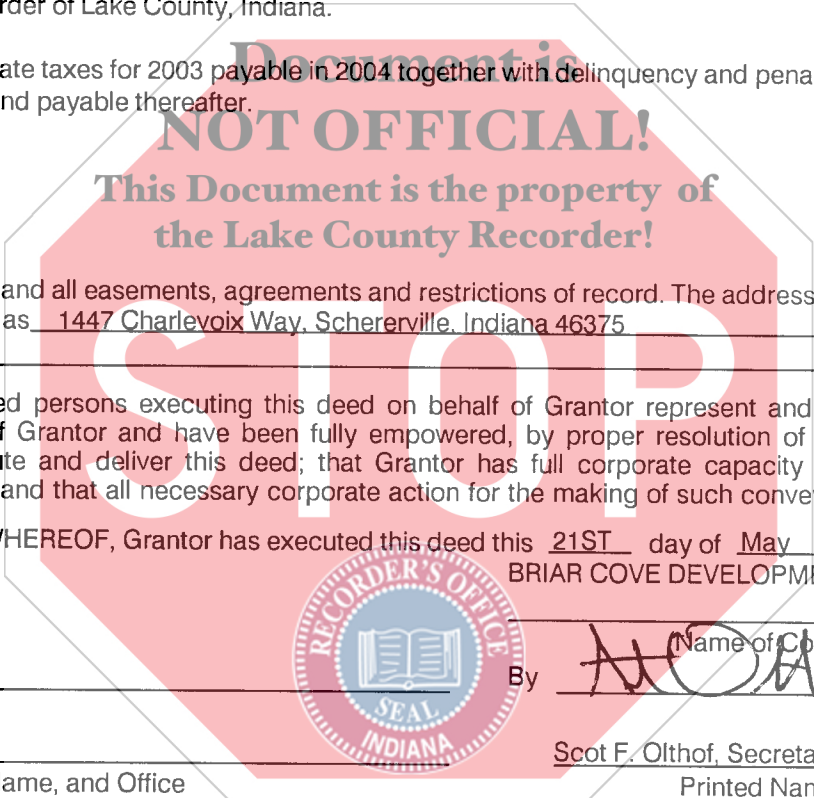 rder of Lake County, Indiana.
Document is
ate taxes for 2003 payable in 2004 together with delinquency and pena
nd payable thereafter.
NOT OFFICIAL!
This Document is the property of
the Lake County Recorder!
and all easements, agreements and restrictions of record. The address
as 1447 Charlevoix Way, Schererville, Indiana 46375
STOP
ed persons executing this deed on behalf of Grantor represent and
f Grantor and have been fully empowered, by proper resolution of
te and deliver this deed; that Grantor has full corporate capacity
and that all necessary corporate action for the making of such conve
HEREOF, Grantor has executed this deed this 21ST day of May
BRIAR COVE DEVELOPME
Name of Co
By
RECORDER'S OFFICE
SEAL
INDIANA
Scot F. Olthof, Secreta
ame, and Office
Printed Nam